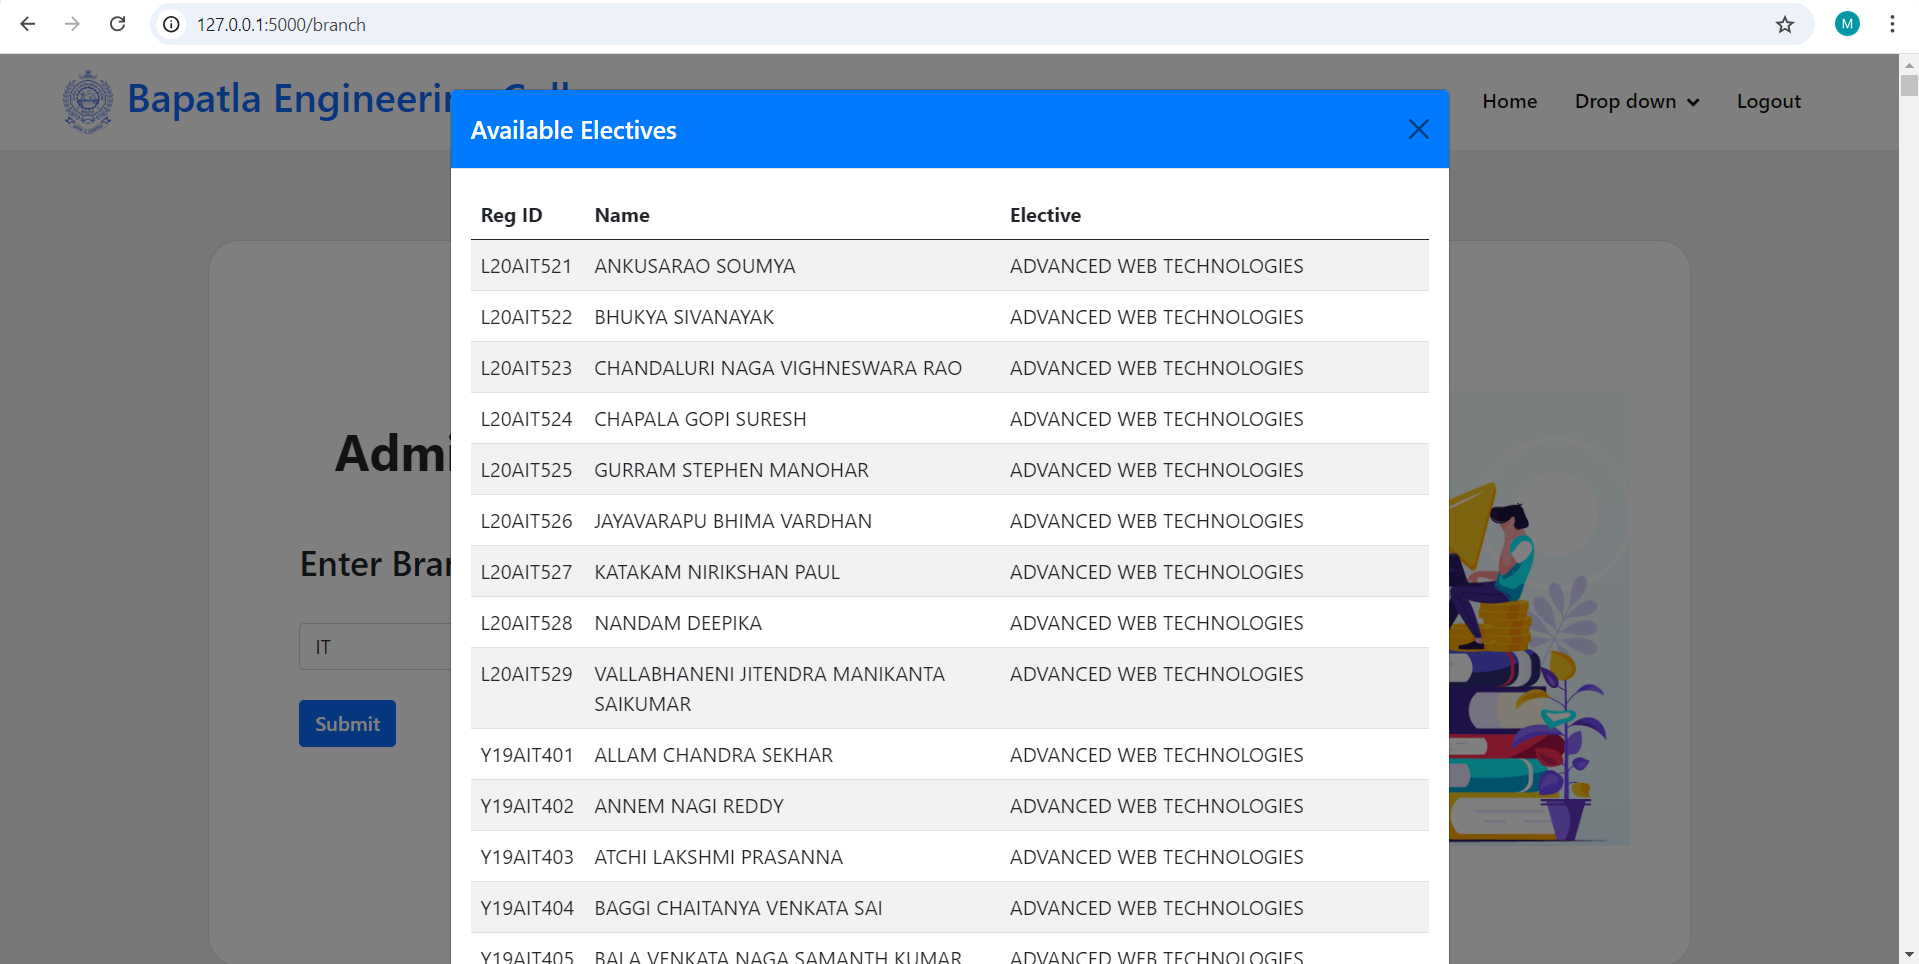 127.0.0.1:5000/branch
M
Bapatla Engineering
Home
Drop down
Logout
Available Electives
Reg ID Name Elective
L20AIT521 ANKUSARAO SOUMYA ADVANCED WEB TECHNOLOGIES
L20AIT522 BHUKYA SIVANAYAK ADVANCED WEB TECHNOLOGIES
L20AIT523 CHANDALURI NAGA VIGHNESWARA RAO ADVANCED WEB TECHNOLOGIES
L20AIT524 CHAPALA GOPI SURESH ADVANCED WEB TECHNOLOGIES
L20AIT525 GURRAM STEPHEN MANOHAR ADVANCED WEB TECHNOLOGIES
L20AIT526 JAYAVARAPU BHIMA VARDHAN ADVANCED WEB TECHNOLOGIES
L20AIT527 KATAKAM NIRIKSHAN PAUL ADVANCED WEB TECHNOLOGIES
L20AIT528 NANDAM DEEPIKA ADVANCED WEB TECHNOLOGIES
L20AIT529 VALLABHANENI JITENDRA MANIKANTA ADVANCED WEB TECHNOLOGIES
SAIKUMAR
Y19AIT401 ALLAM CHANDRA SEKHAR ADVANCED WEB TECHNOLOGIES
Y19AIT402 ANNEM NAGI REDDY ADVANCED WEB TECHNOLOGIES
Y19AIT403 ATCHI LAKSHMI PRASANNA ADVANCED WEB TECHNOLOGIES
Y19AIT404 BAGGI CHAITANYA VENKATA SAI ADVANCED WEB TECHNOLOGIES
Y19AIT405 BALA VENKATA NAGA SAMANTH KUMAR ADVANCED WEB TECHNOLOGIES
Admi
Enter Bran
IT
Submit